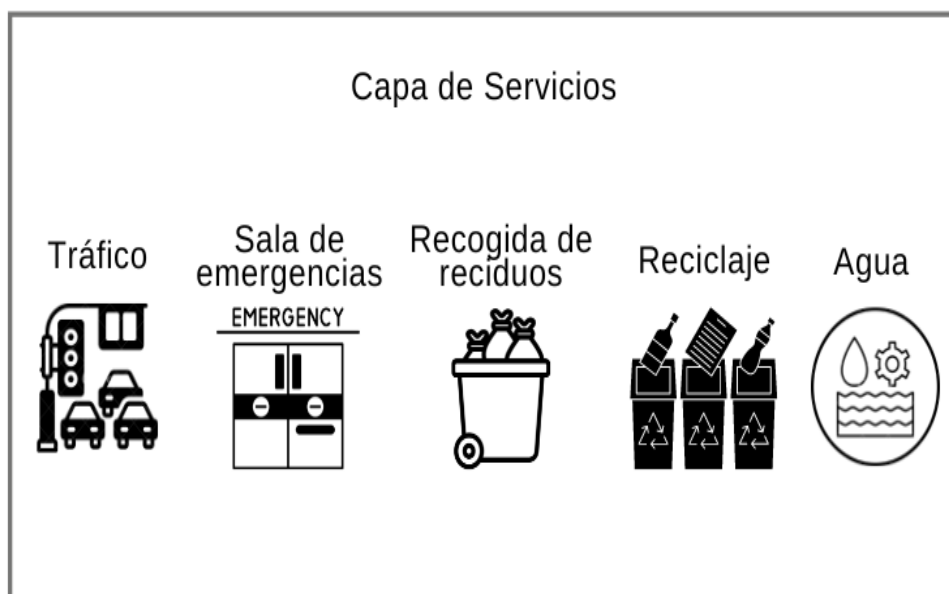 Capa de Servicios
Tráfico
Sala de
emergencias
EMERGENCY
Recogida de
reciduos
Reciclaje
Agua